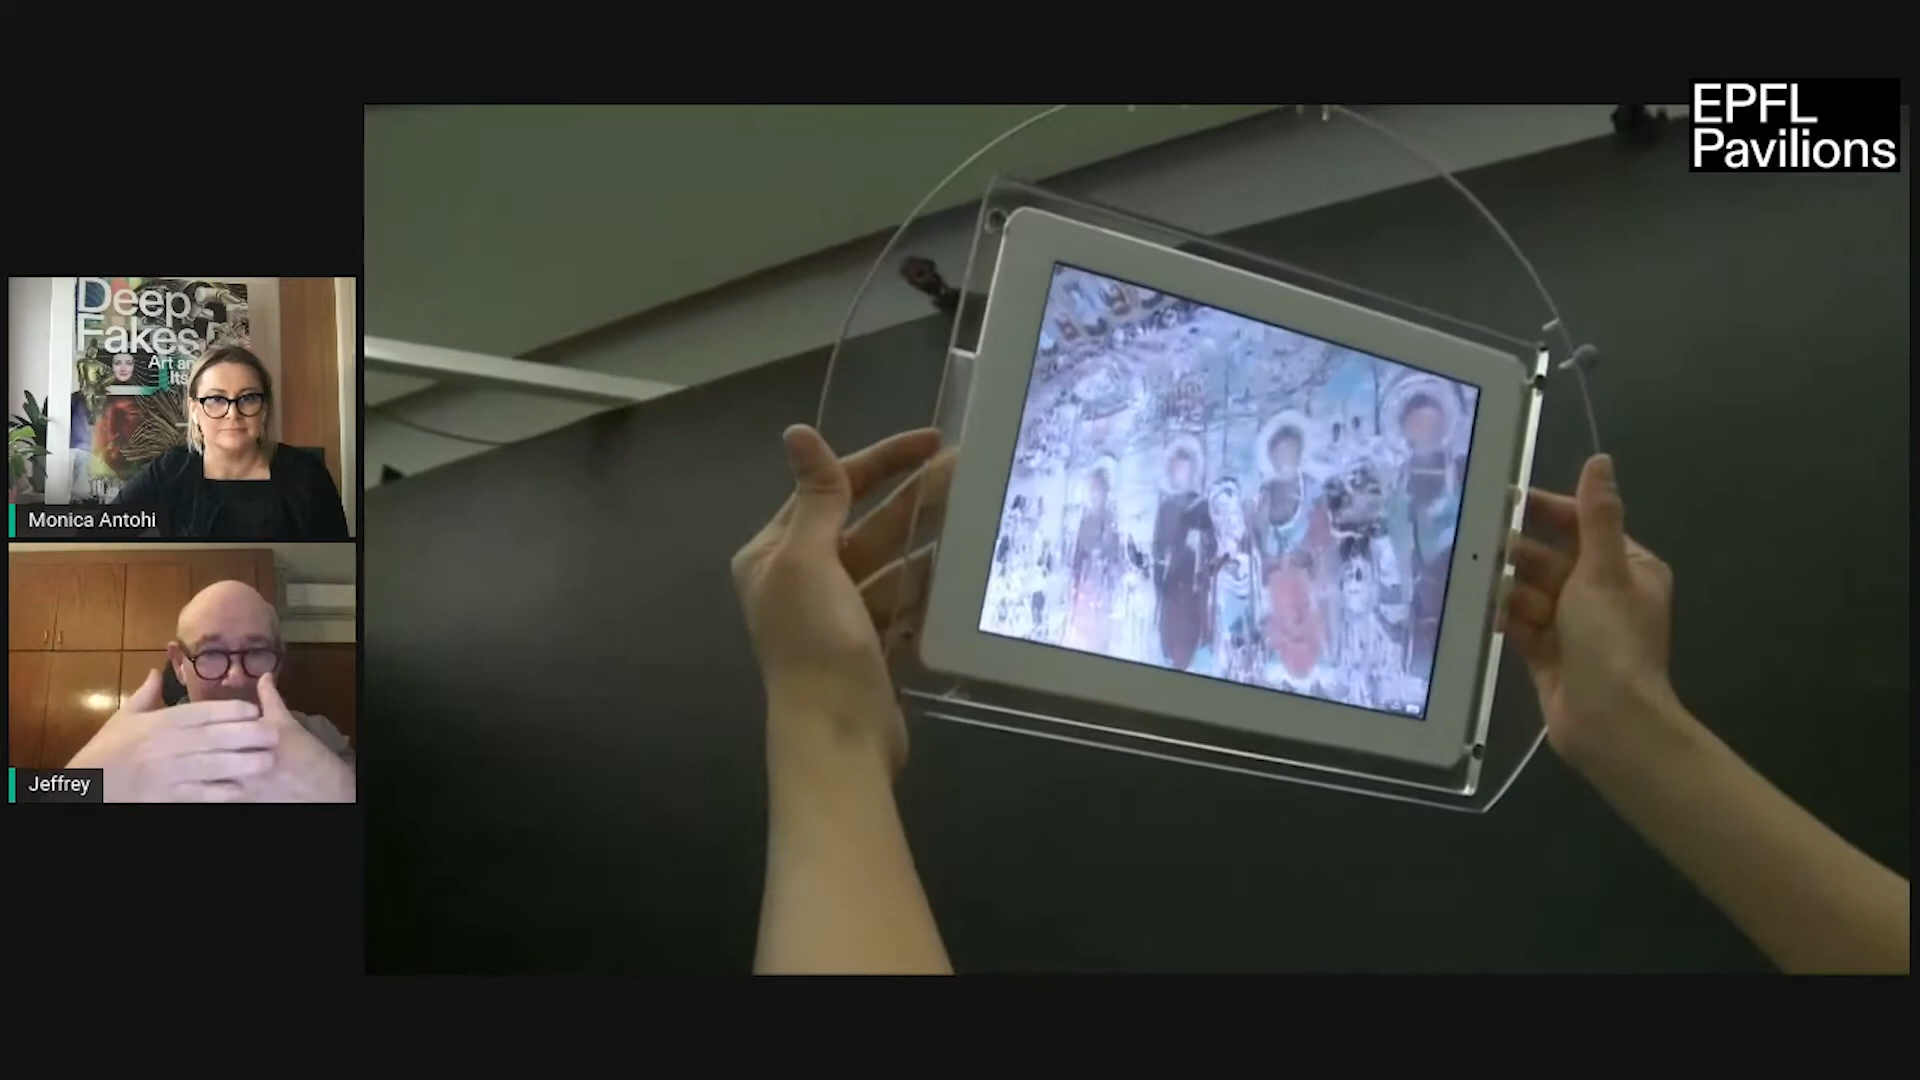 EPFL
Pavilions
Deep
Fakes
Art an
Its
Monica Antohi
Jeffrey